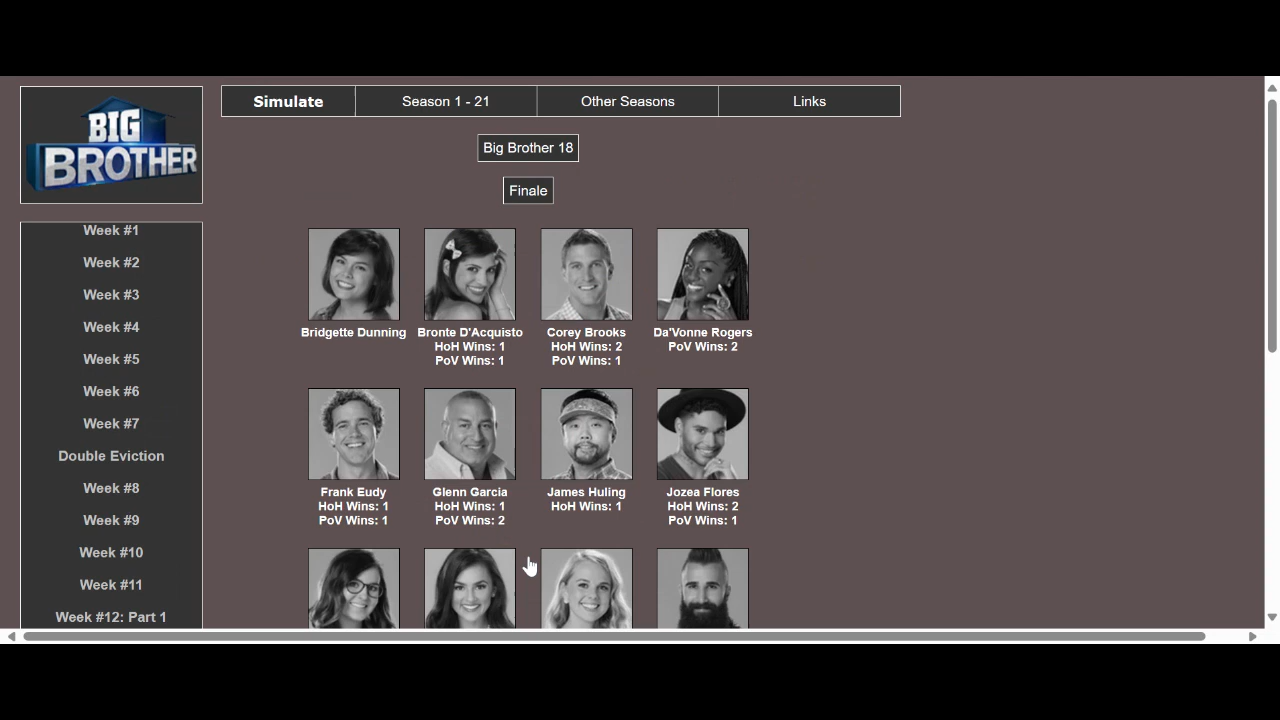 BIG
BROTHER
Simulate
Season 1 - 21
Other Seasons
Links
Big Brother 18
Finale
Week #1
Week #2
Week #3
Week #4
Week #5
Week #6
Week #7
Double Eviction
Week #8
Week #9
Week #10
Week #11
Week #12: Part 1
Bridgette Dunning
Bronte D'Acquisto
HoH Wins: 1
PoV Wins: 1
Corey Brooks
HoH Wins: 2
PoV Wins: 1
Da'Vonne Rogers
PoV Wins: 2
Frank Eudy
HoH Wins: 1
PoV Wins: 1
Glenn Garcia
HoH Wins: 1
PoV Wins: 2
James Huling
HoH Wins: 1
Jozea Flores
HoH Wins: 2
PoV Wins: 1